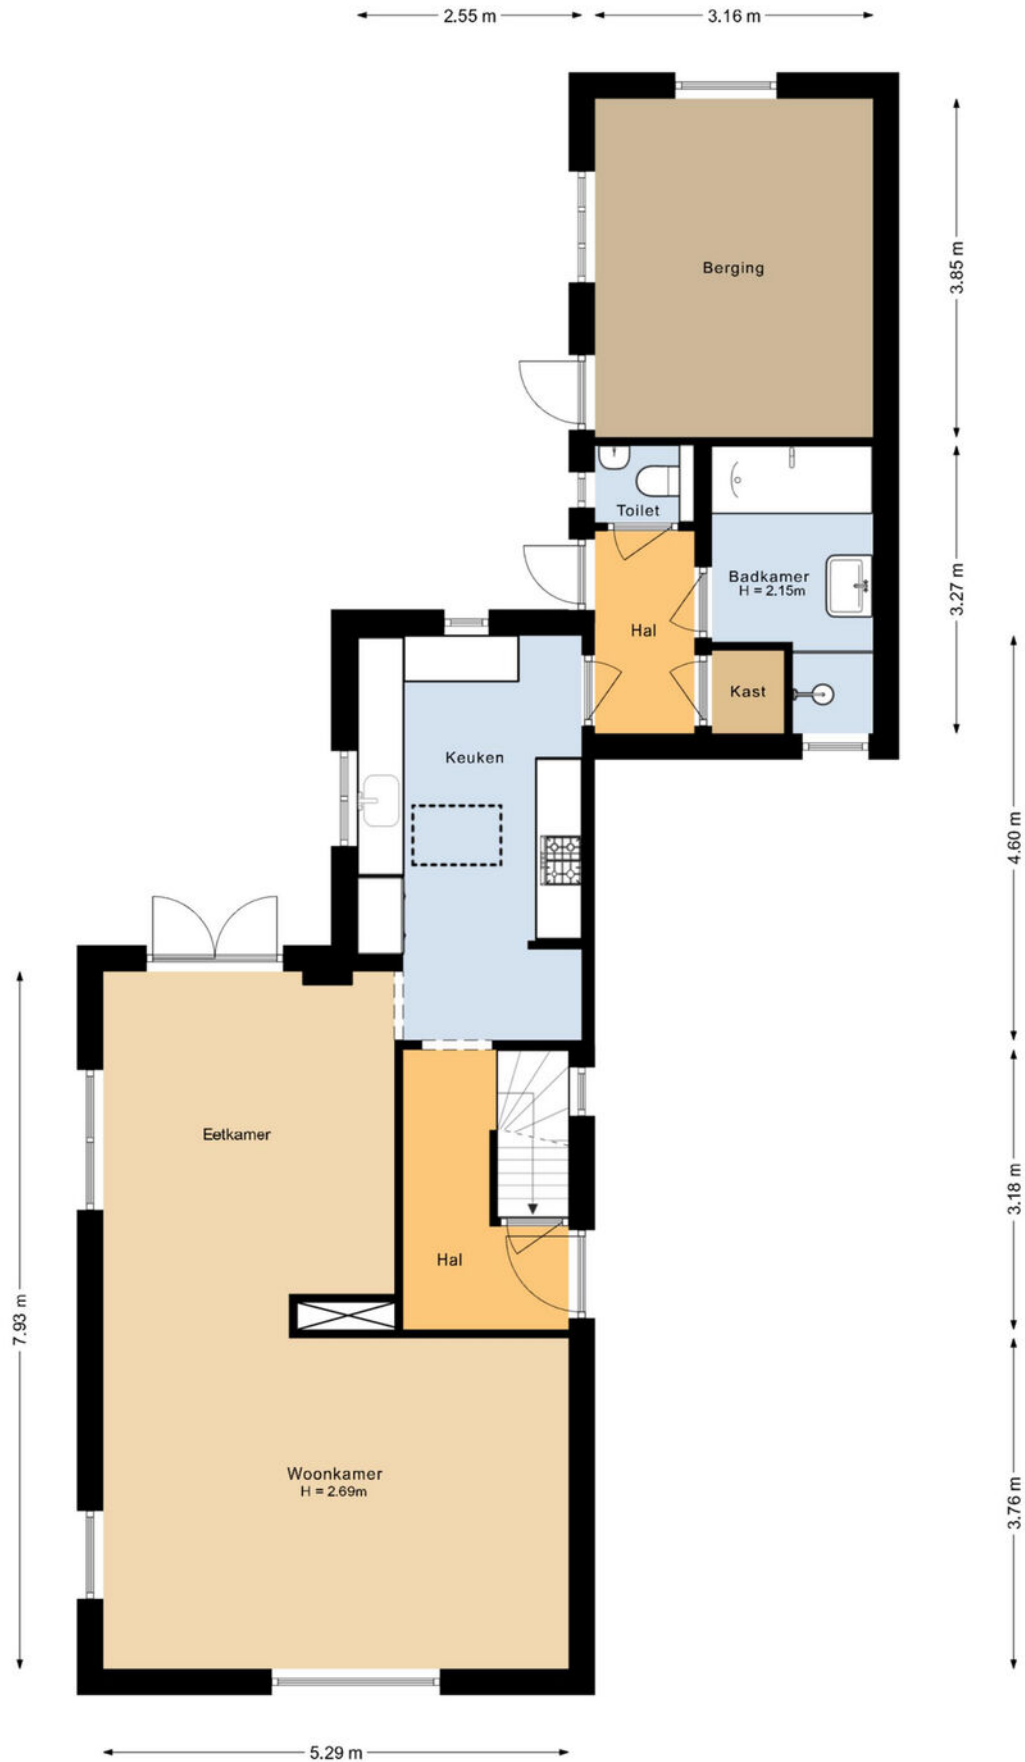 2.55 m
3.16 m
Berging
3.85 m
Toilet
Badkamer
H = 2.15m
3.27 m
Hal
Kast
Keuken
4.60 m
Eetkamer
3.18 m
Hal
7.93 m
Woonkamer
H = 2.69m
3.76 m
5.29 m